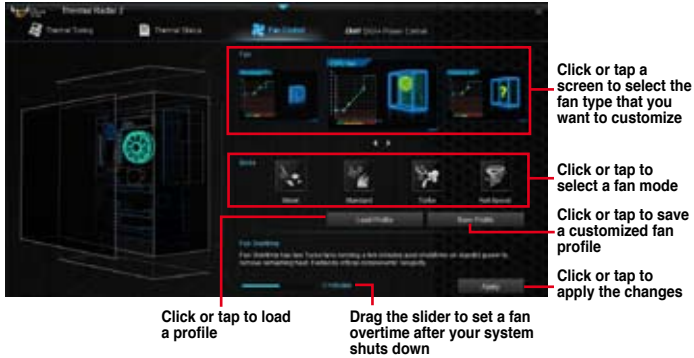 Thermal Radar 2
Thermal Tuning
Thermal Status
Fan Control
DIGI+ Power Control
Fan
Silent
Standard
Turbo
Full Speed
Load Profile
Save Profile
Fan Overtime
Apply
Click or tap a
screen to select the
fan type that you
want to customize
Click or tap to
select a fan mode
Click or tap to save
a customized fan
profile
Click or tap to
apply the changes
Click or tap to load
a profile
Drag the slider to set a fan
overtime after your system
shuts down